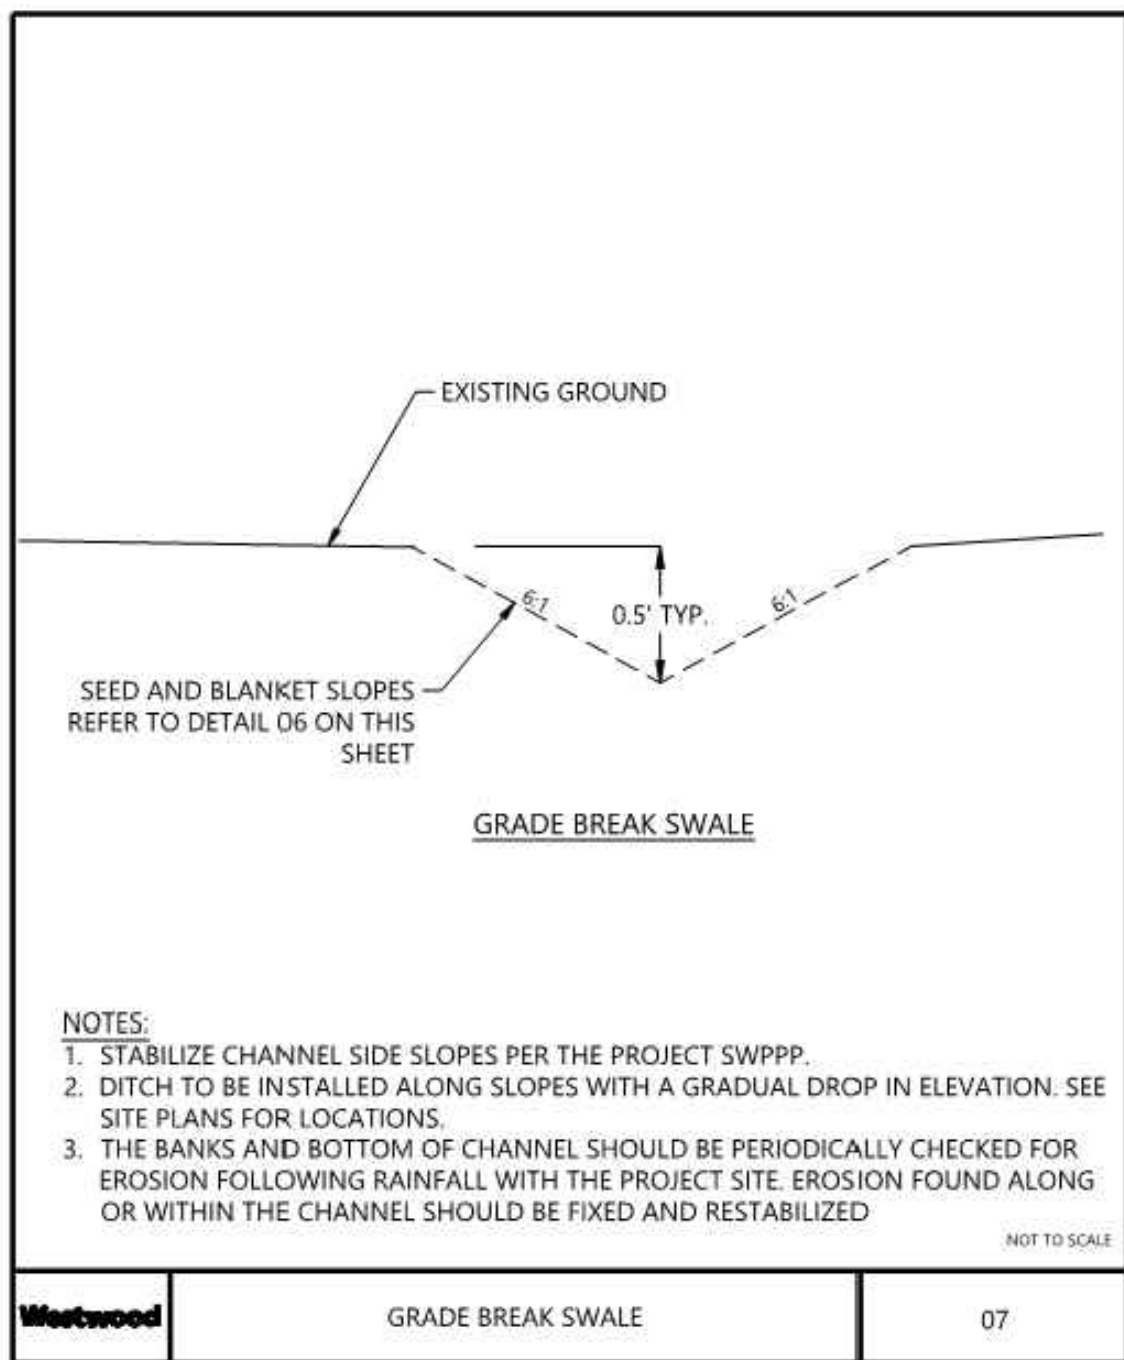 EXISTING GROUND
6:1
6:1
0.5' TYP.
SEED AND BLANKET SLOPES
REFER TO DETAIL 06 ON THIS
SHEET
GRADE BREAK SWALE
NOTES:
1. STABILIZE CHANNEL SIDE SLOPES PER THE PROJECT SWPPP.
2. DITCH TO BE INSTALLED ALONG SLOPES WITH A GRADUAL DROP IN ELEVATION. SEE
SITE PLANS FOR LOCATIONS.
3. THE BANKS AND BOTTOM OF CHANNEL SHOULD BE PERIODICALLY CHECKED FOR
EROSION FOLLOWING RAINFALL WITH THE PROJECT SITE. EROSION FOUND ALONG
OR WITHIN THE CHANNEL SHOULD BE FIXED AND RESTABILIZED
NOT TO SCALE
Westwood
GRADE BREAK SWALE
07